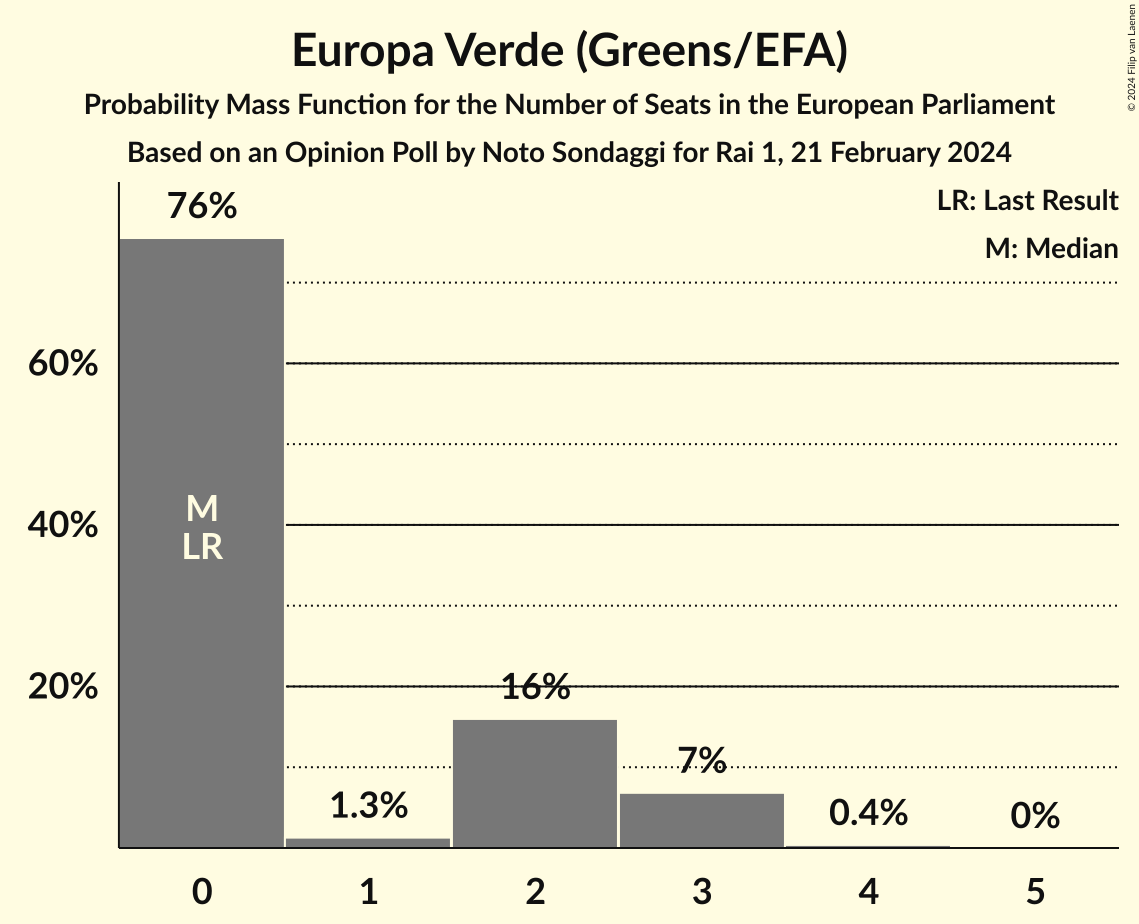 Europa Verde (Greens/EFA)
Probability Mass Function for the Number of Seats in the European Parliament
Based on an Opinion Poll by Noto Sondaggi for Rai 1, 21 February 2024
© 2024 Filip van Laenen
LR: Last Result
M: Median
76%
60%
40%
20%
M
LR
1.3%
16%
7%
0.4%
0%
0 1 2 3 4 5